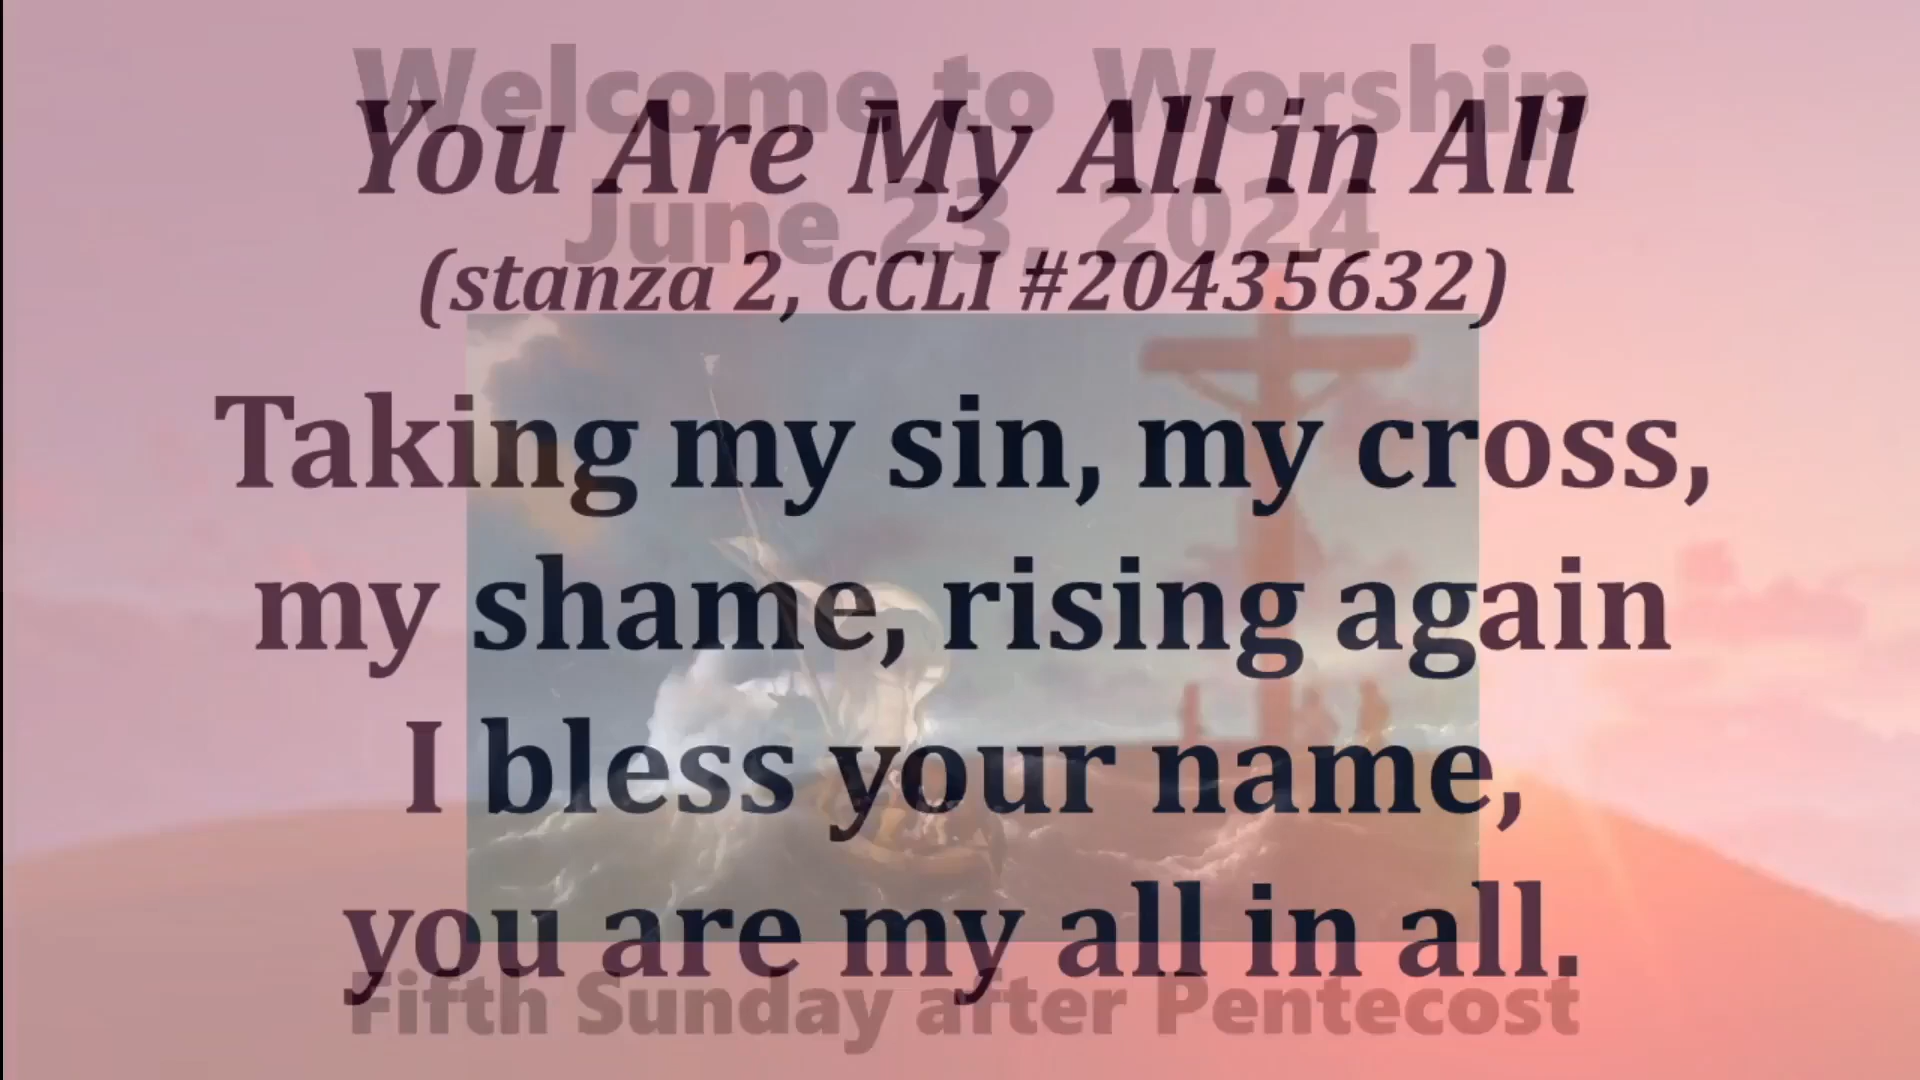 Welcome to Worship
You Are My All in All
June 23, 2024
(stanza 2, CCLI #20435632)
Taking my sin, my cross,
my shame, rising again
I bless your name,
you are my all in all.
Fifth Sunday after Pentecost